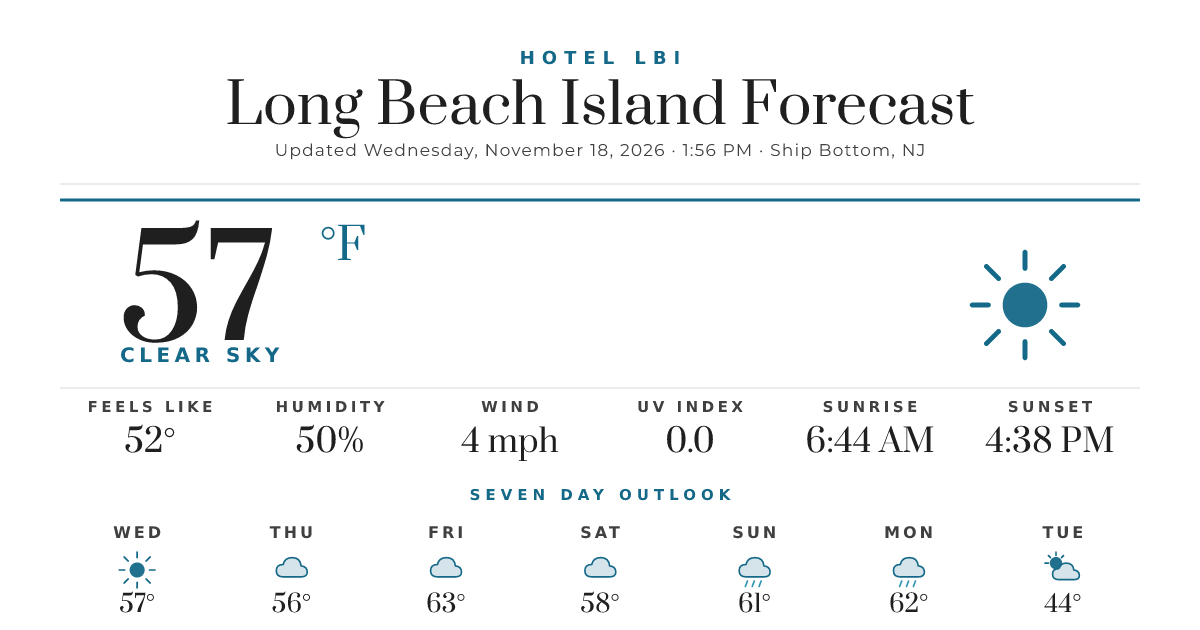 HOTEL LBI
Long Beach Island Forecast
Updated Wednesday, November 18, 2026 · 1:56 PM · Ship Bottom, NJ
57 °F
CLEAR SKY
FEELS LIKE HUMIDITY WIND UV INDEX SUNRISE SUNSET
52° 50% 4 mph 0.0 6:44 AM 4:38 PM
SEVEN DAY OUTLOOK
WED THU FRI SAT SUN MON TUE
57° 56° 63° 58° 61° 62° 44°